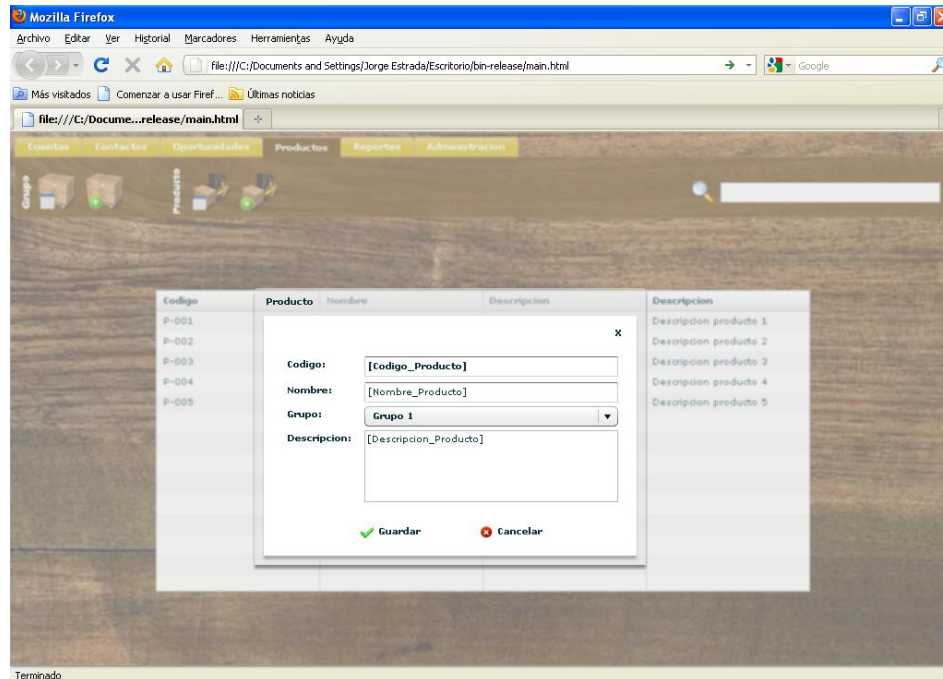 Mozilla Firefox
Archivo Editar Ver Historial Marcadores Herramientas Ayuda
file:///C:/Documents and Settings/Jorge Estrada/Escritorio/bin-release/main.html
Google
Más visitados Comenzar a usar Firef... Últimas noticias
file:///C:/Docume...release/main.html
Cuentas Contactos Oportunidades Productos Reportes Administracion
Grupo
Producto
Codigo Producto Nombre Descripcion Descripcion
P-001 Descripcion producto 1
x
P-002 Descripcion producto 2
P-003 Descripcion producto 3
P-004 Descripcion producto 4
P-005 Descripcion producto 5
Codigo: [Codigo_Producto]
Nombre: [Nombre_Producto]
Grupo: Grupo 1
Descripcion: [Descripcion_Producto]
Guardar Cancelar
Terminado